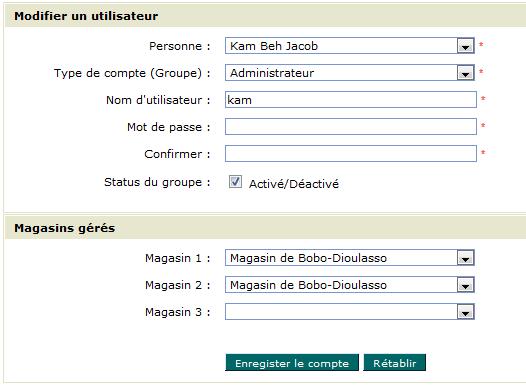 Modifier un utilisateur
Personne : Kam Beh Jacob *
Type de compte (Groupe) : Administrateur *
Nom d'utilisateur : kam *
Mot de passe : *
Confirmer : *
Status du groupe : Activé/Déactivé
Magasins gérés
Magasin 1 : Magasin de Bobo-Dioulasso
Magasin 2 : Magasin de Bobo-Dioulasso
Magasin 3 :
Enregister le compte Rétablir